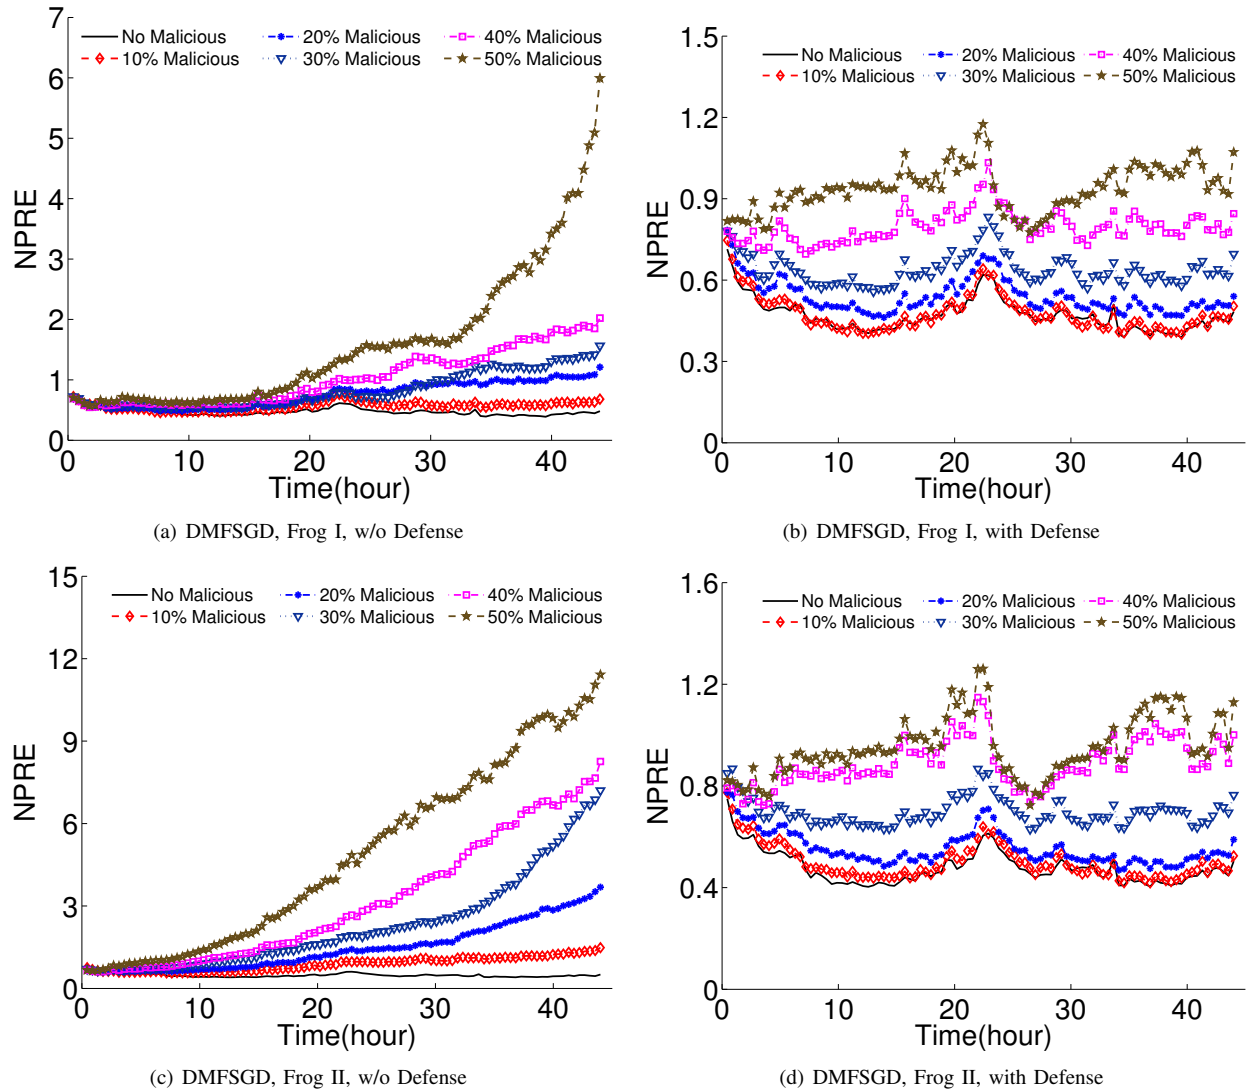 7
6
5
4
3
2
1
0
NPRE
No Malicious
10% Malicious
20% Malicious
30% Malicious
40% Malicious
50% Malicious
0 10 20 30 40
Time(hour)
(a) DMFSGD, Frog I, w/o Defense
1.5
1.2
0.9
0.6
0.3
0
NPRE
No Malicious
10% Malicious
20% Malicious
30% Malicious
40% Malicious
50% Malicious
0 10 20 30 40
Time(hour)
(b) DMFSGD, Frog I, with Defense
15
12
9
6
3
0
NPRE
No Malicious
10% Malicious
20% Malicious
30% Malicious
40% Malicious
50% Malicious
0 10 20 30 40
Time(hour)
(c) DMFSGD, Frog II, w/o Defense
1.6
1.2
0.8
0.4
0
NPRE
No Malicious
10% Malicious
20% Malicious
30% Malicious
40% Malicious
50% Malicious
0 10 20 30 40
Time(hour)
(d) DMFSGD, Frog II, with Defense